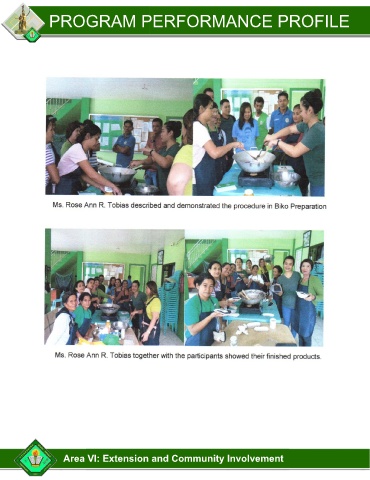 PROGRAM PERFORMANCE PROFILE
Ms. Rose Ann R. Tobias described and demonstrated the procedure in Biko Preparation
Ms. Rose Ann R. Tobias together with the participants showed their finished products.
Area VI: Extension and Community Involvement